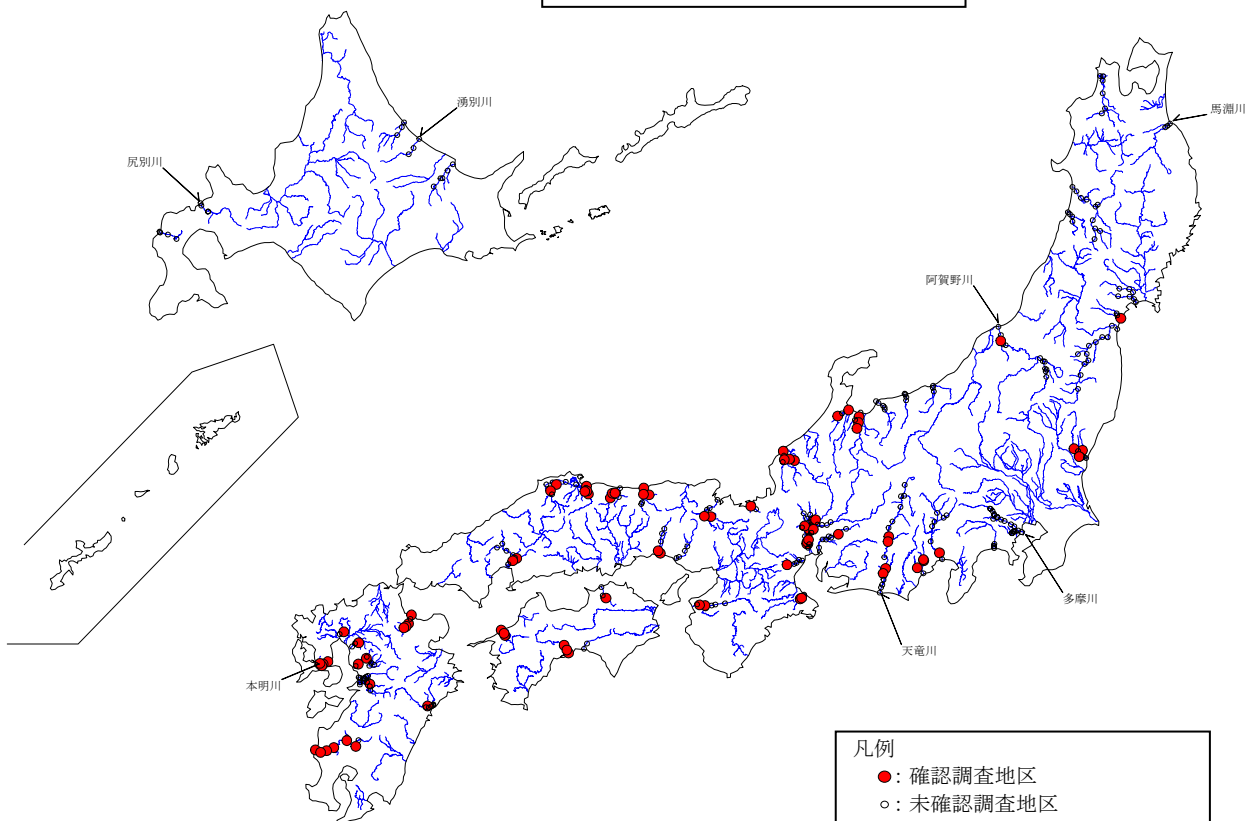 湧別川
馬淵川
尻別川
阿賀野川
多摩川
天竜川
本明川
凡例
●：確認調査地区
○：未確認調査地区